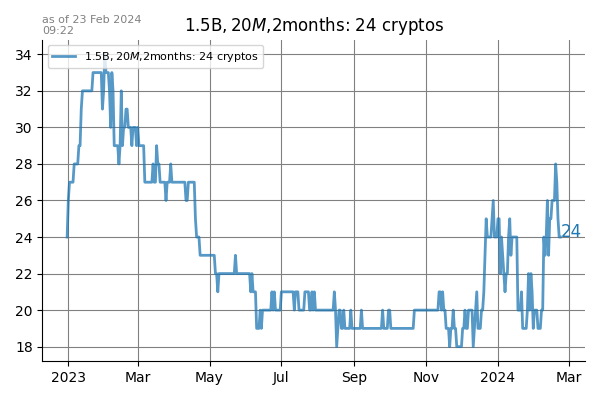 as of 23 Feb 2024
09:22
1.5B, 20M,2months: 24 cryptos
1.5B, 20M,2months: 24 cryptos
34
32
30
28
26
24
22
20
18
24
2023 Mar May Jul Sep Nov 2024 Mar